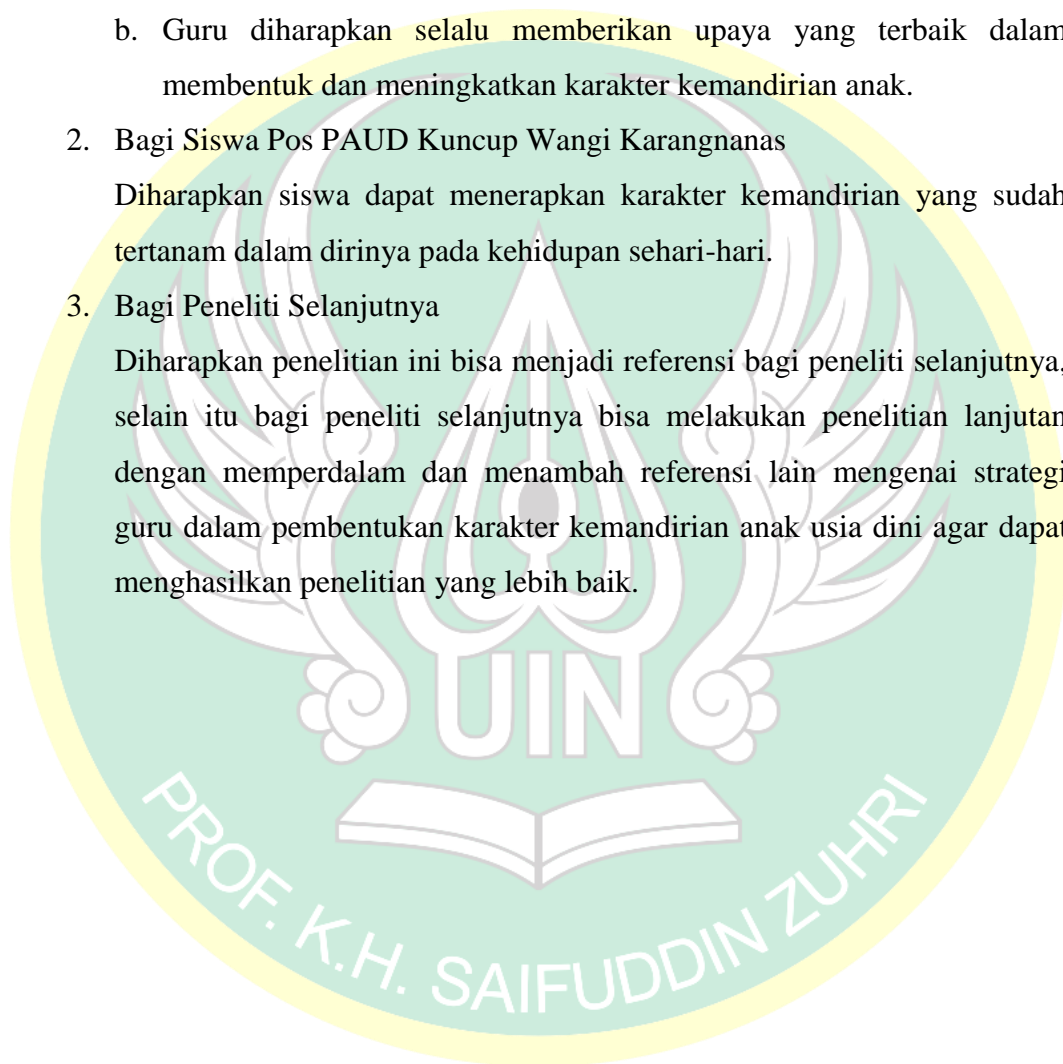 b. Guru diharapkan selalu memberikan upaya yang terbaik dalam
membentuk dan meningkatkan karakter kemandirian anak.
2. Bagi Siswa Pos PAUD Kuncup Wangi Karangnanas
Diharapkan siswa dapat menerapkan karakter kemandirian yang sudah
tertanam dalam dirinya pada kehidupan sehari-hari.
3. Bagi Peneliti Selanjutnya
Diharapkan penelitian ini bisa menjadi referensi bagi peneliti selanjutnya,
selain itu bagi peneliti selanjutnya bisa melakukan penelitian lanjutan
dengan memperdalam dan menambah referensi lain mengenai strategi
guru dalam pembentukan karakter kemandirian anak usia dini agar dapat
menghasilkan penelitian yang lebih baik.
UIN
PROF. K.H. SAIFUDDIN ZUHRI